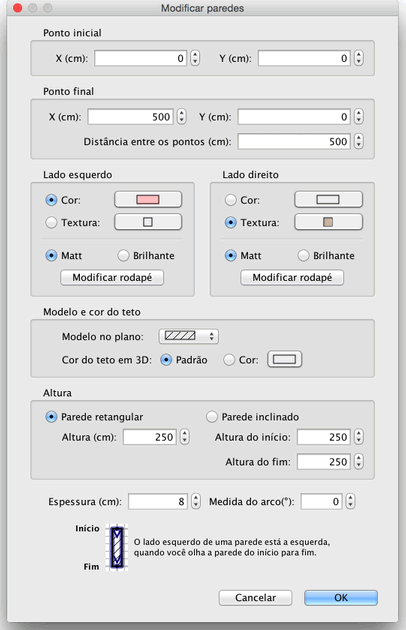 Modificar paredes
Ponto inicial
X (cm): 0 Y (cm): 0
Ponto final
X (cm): 500 Y (cm): 0
Distância entre os pontos (cm): 500
Lado esquerdo Lado direito
Cor: Cor:
Textura: Textura:
Matt Brilhante Matt Brilhante
Modificar rodapé Modificar rodapé
Modelo e cor do teto
Modelo no plano:
Cor do teto em 3D: Padrão Cor:
Altura
Parede retangular Parede inclinado
Altura (cm): 250 Altura do início: 250
Altura do fim: 250
Espessura (cm): 8 Medida do arco(°): 0
Início
O lado esquerdo de uma parede está a esquerda,
quando você olha a parede do início para fim.
Fim
Cancelar OK